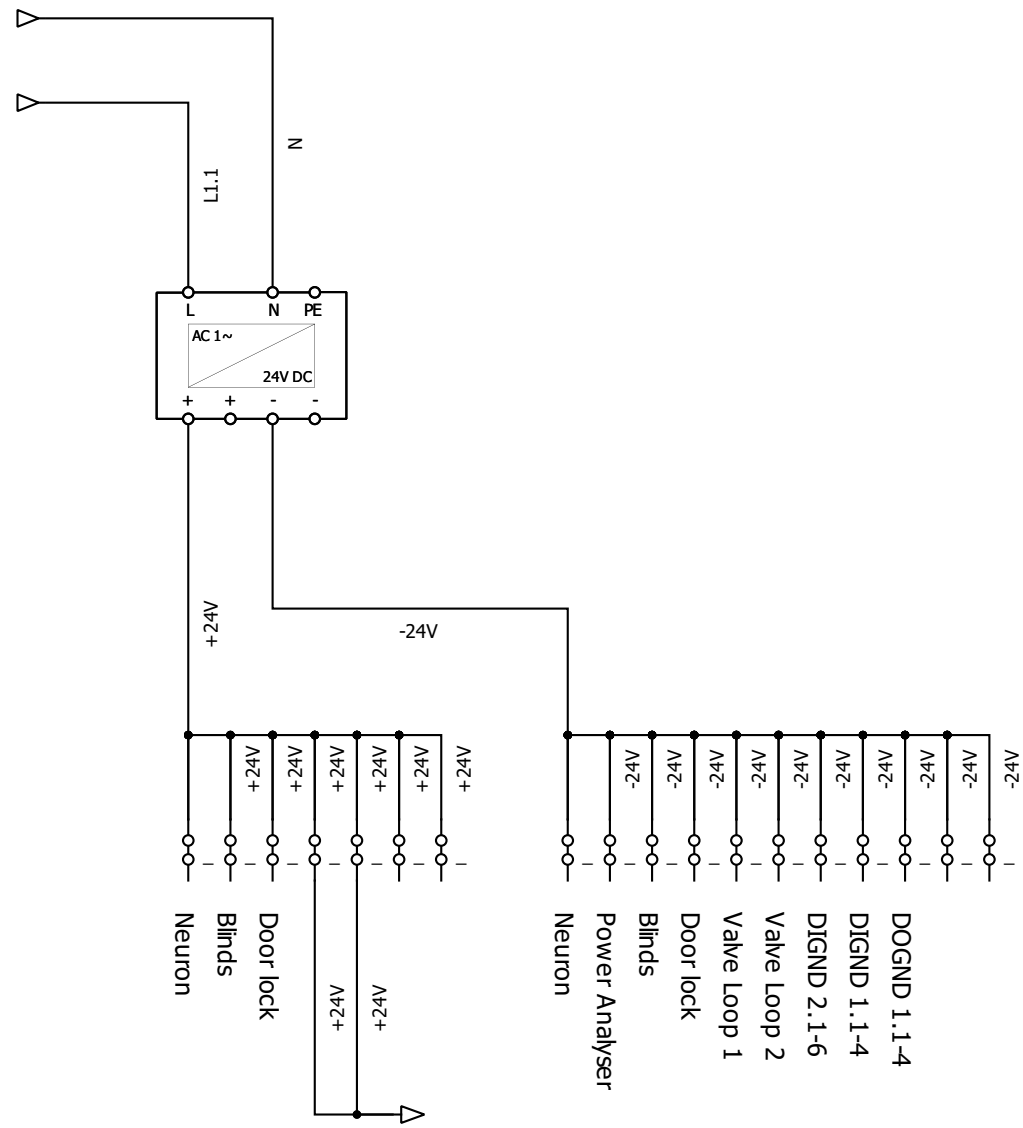 N
L1.1
L N PE
AC 1~
24V DC
+ + - -
+24V
-24V
+24V +24V +24V +24V +24V +24V
-24V -24V -24V -24V -24V -24V -24V -24V -24V -24V
Neuron
Blinds
Door lock
+24V
+24V
Neuron
Power Analyser
Blinds
Door lock
Valve Loop 1
Valve Loop 2
DIGND 2.1-6
DIGND 1.1-4
DOGND 1.1-4